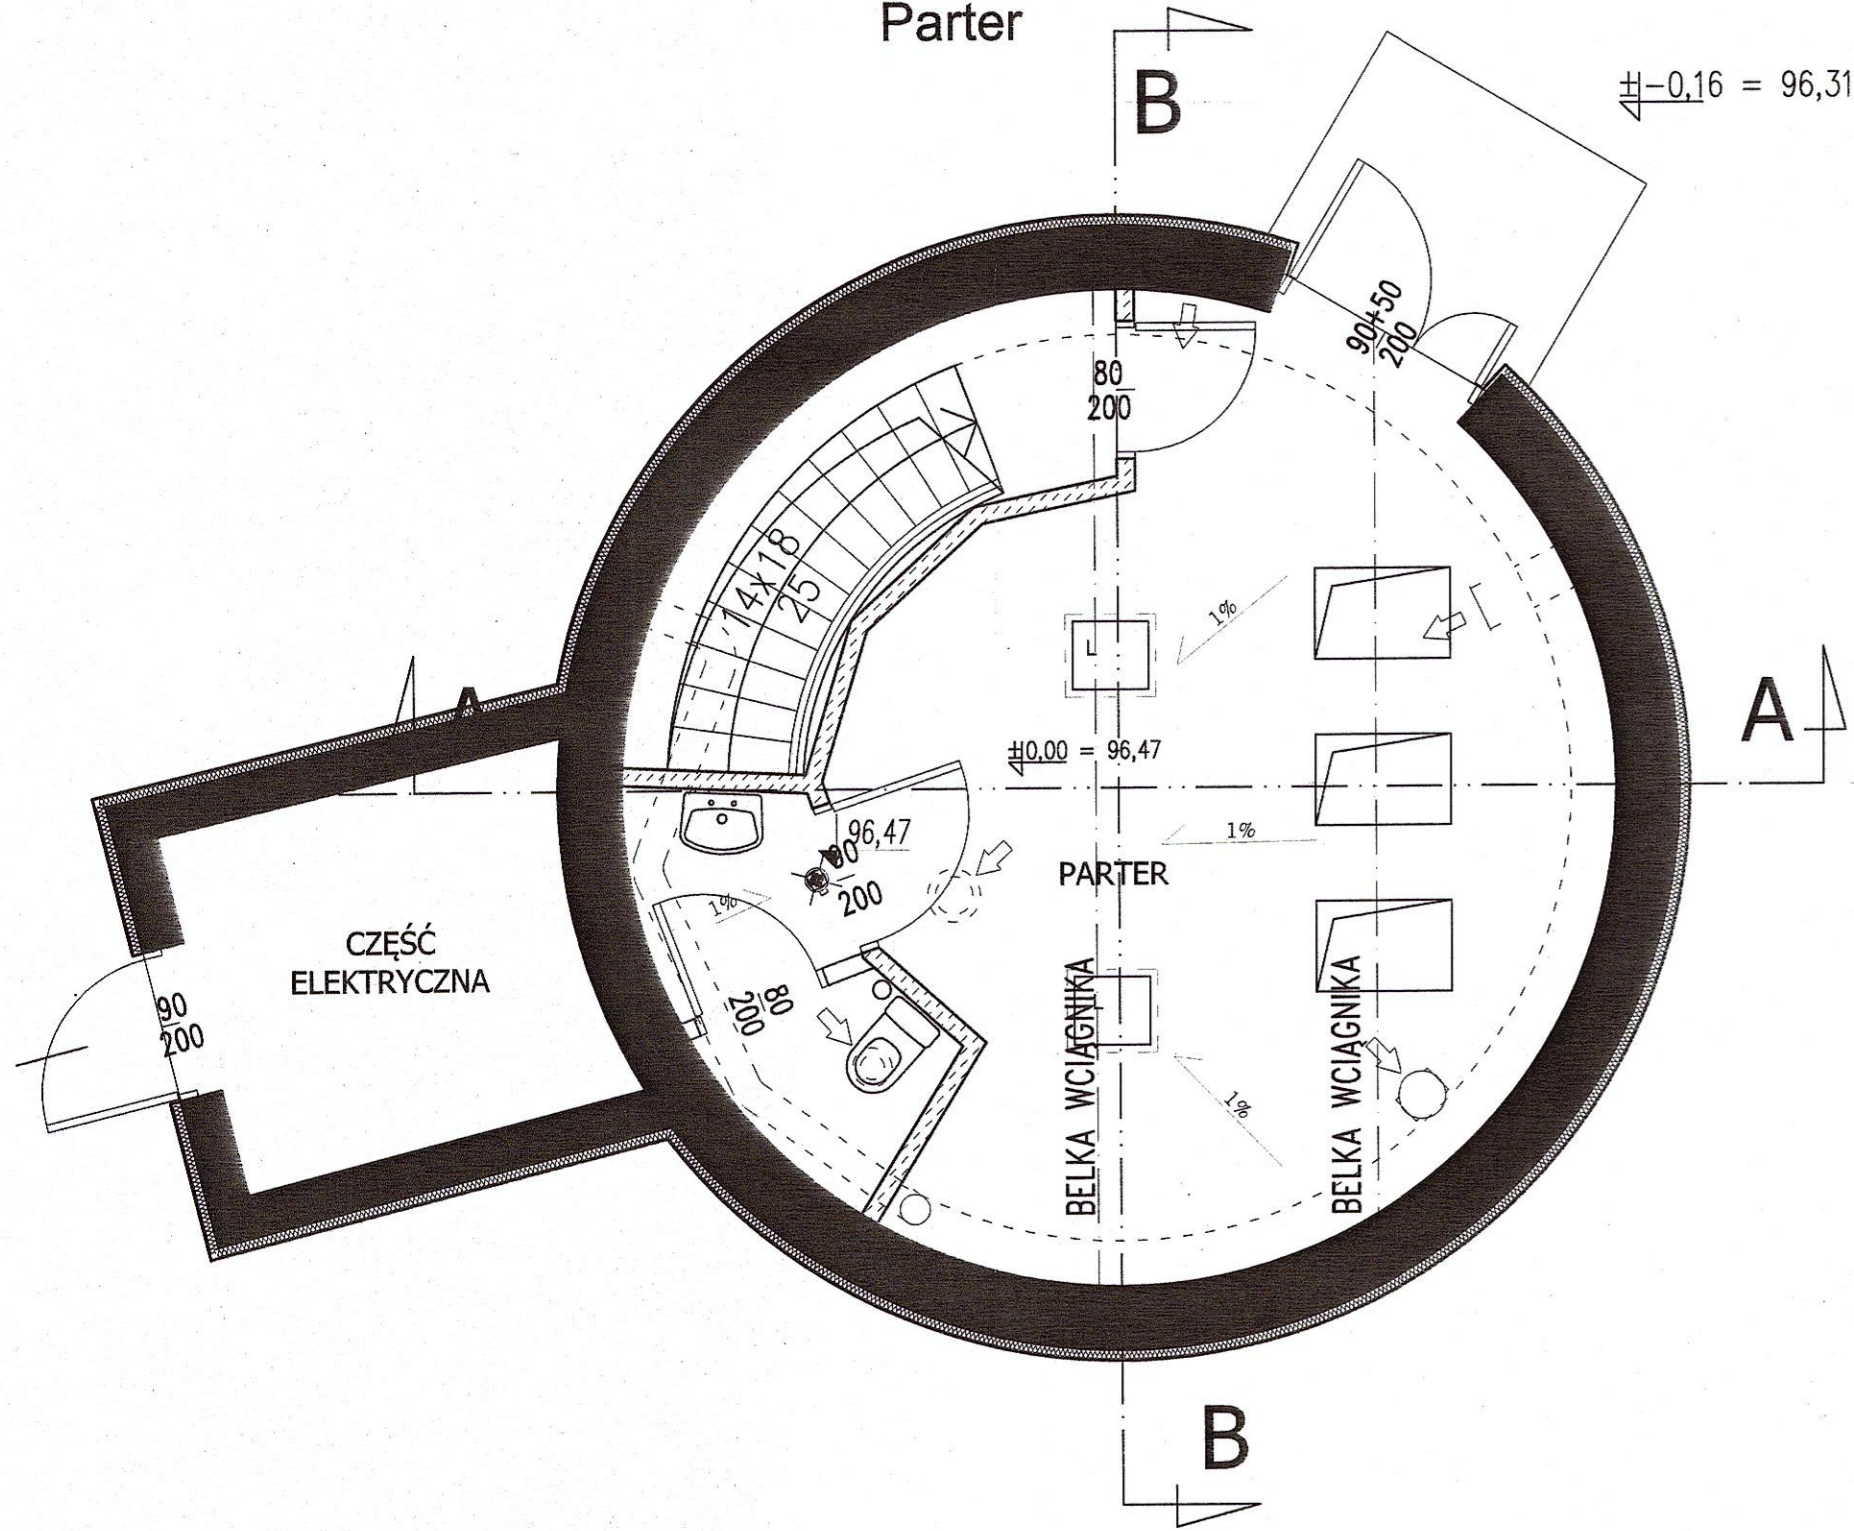 Parter
B
±-0,16 = 96,31
90+50
200
80
200
14x18
25
1%
A
A
±0,00 = 96,47
96,47
90
200
1%
1%
PARTER
CZĘŚĆ
ELEKTRYCZNA
90
200
80
200
BELKA WCIĄGNIKA
BELKA WCIĄGNIKA
1%
B